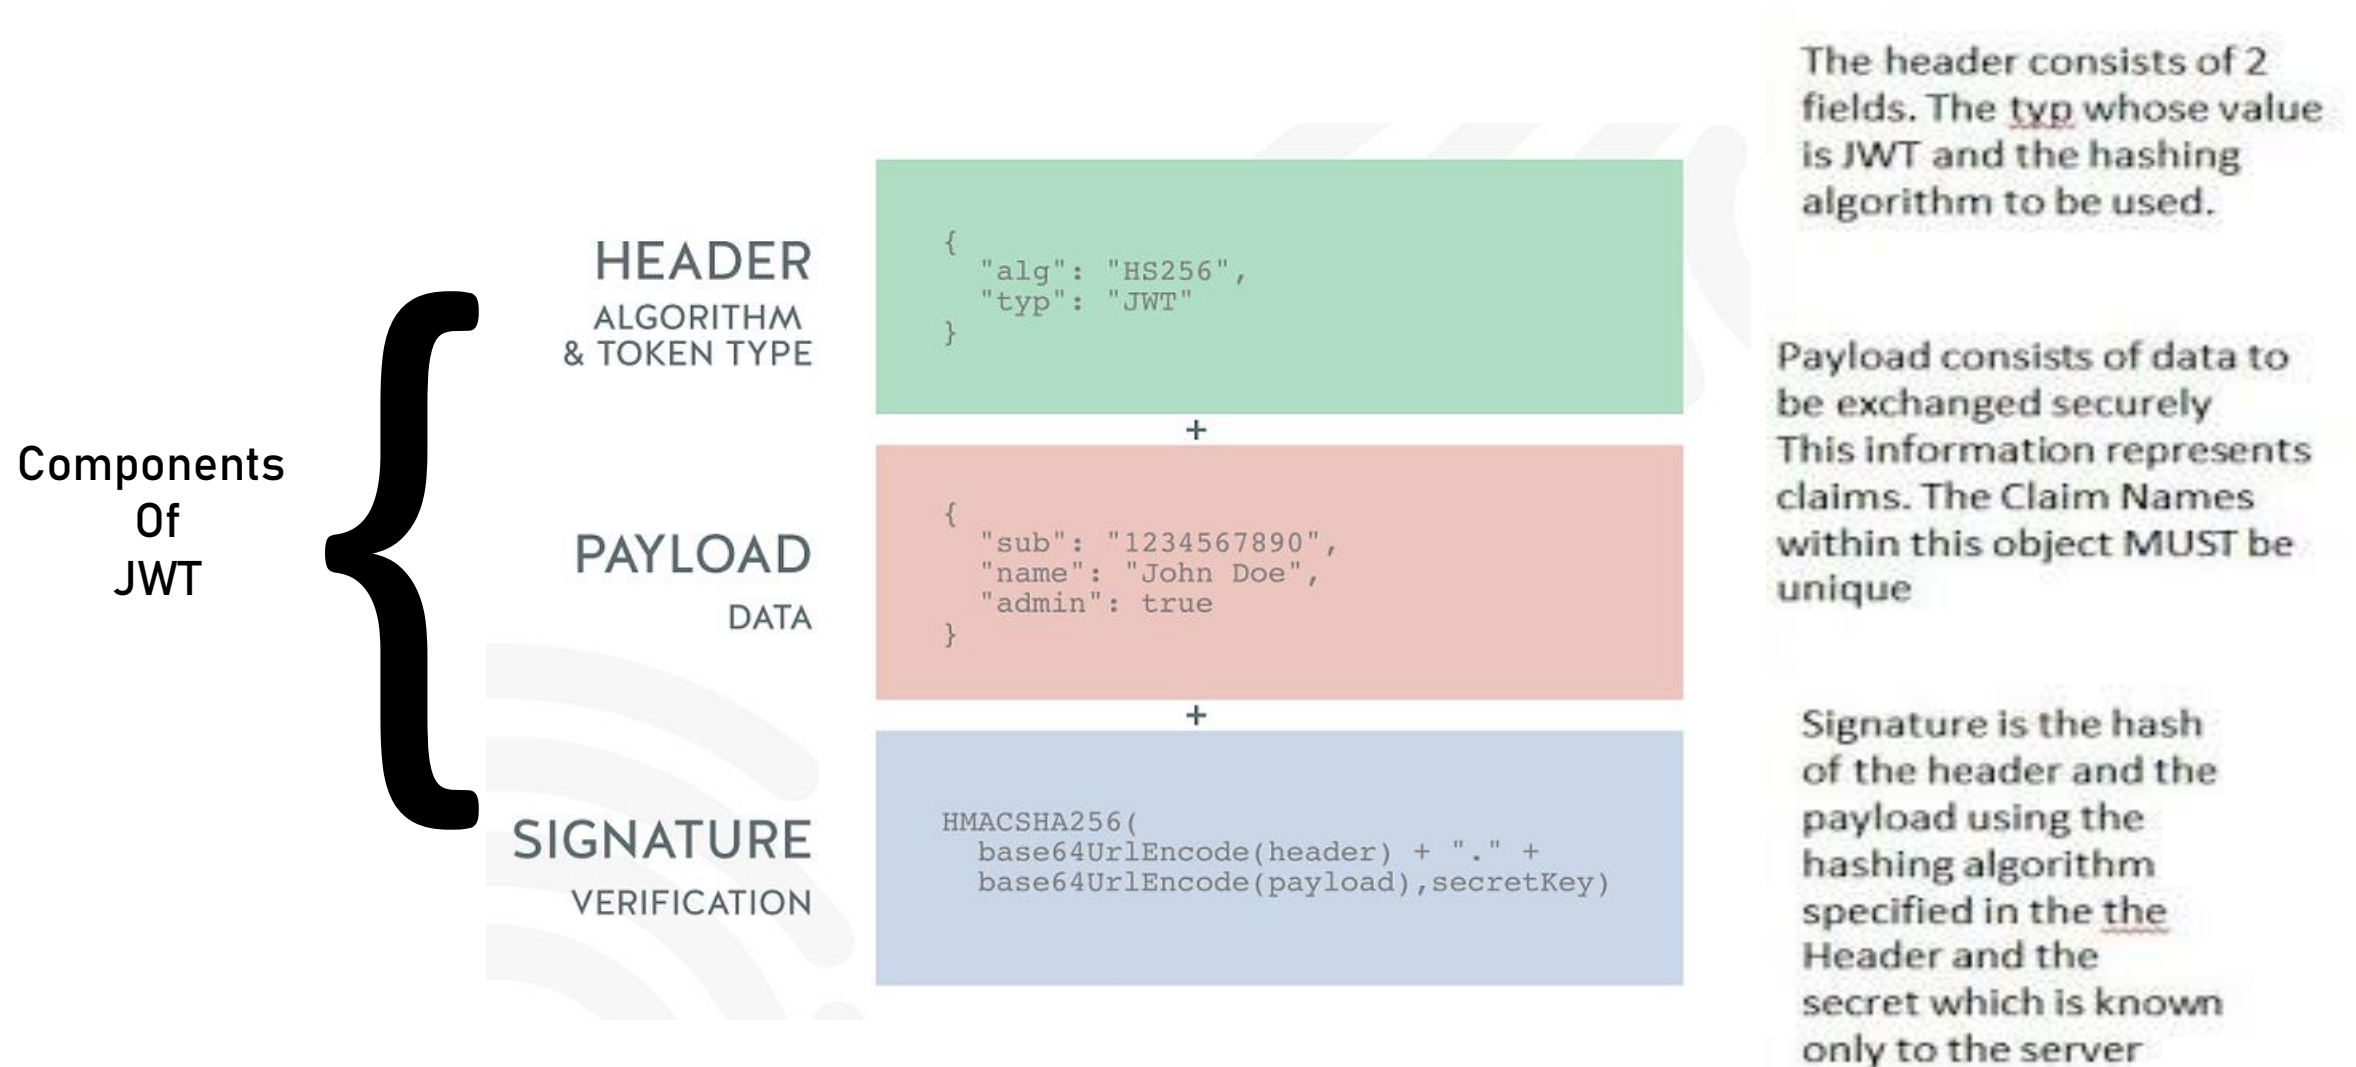 Components
Of
JWT
HEADER
ALGORITHM
& TOKEN TYPE
{
"alg": "HS256",
"typ": "JWT"
}
The header consists of 2
fields. The typ whose value
is JWT and the hashing
algorithm to be used.
+
PAYLOAD
DATA
{
"sub": "1234567890",
"name": "John Doe",
"admin": true
}
Payload consists of data to
be exchanged securely
This information represents
claims. The Claim Names
within this object MUST be
unique
+
SIGNATURE
VERIFICATION
HMACSHA256(
base64UrlEncode(header) + "." +
base64UrlEncode(payload),secretKey)
Signature is the hash
of the header and the
payload using the
hashing algorithm
specified in the the
Header and the
secret which is known
only to the server